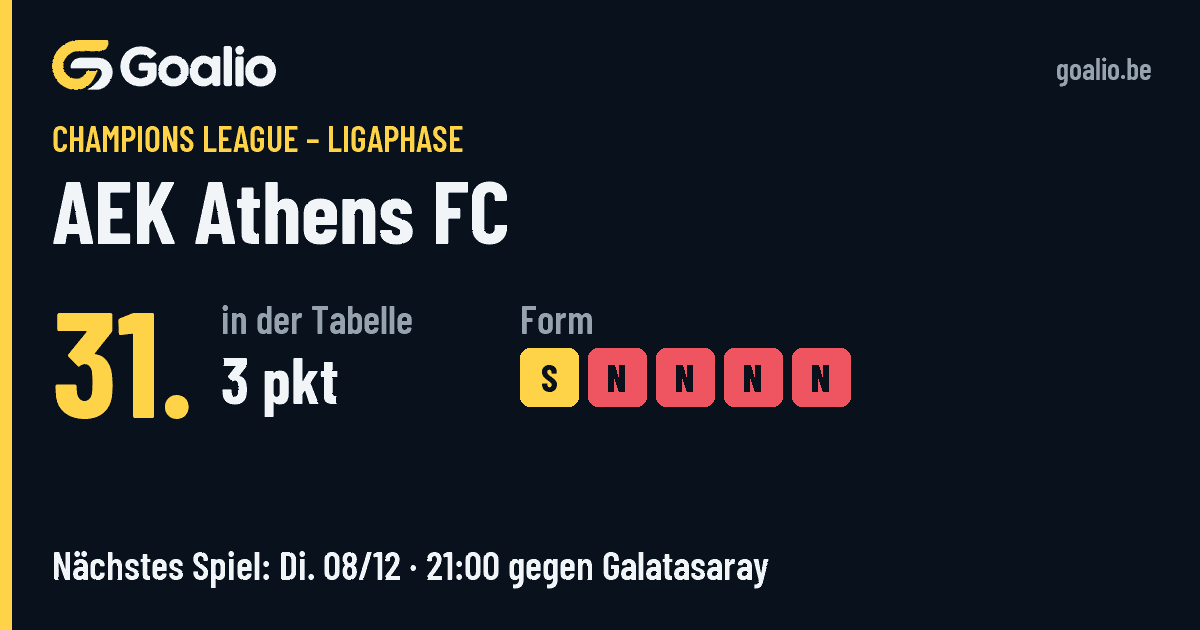 Goalio
goalio.be
CHAMPIONS LEAGUE – LIGAPHASE
AEK Athens FC
31.
in der Tabelle
3 pkt
Form
S N N N N
Nächstes Spiel: Di. 08/12 · 21:00 gegen Galatasaray